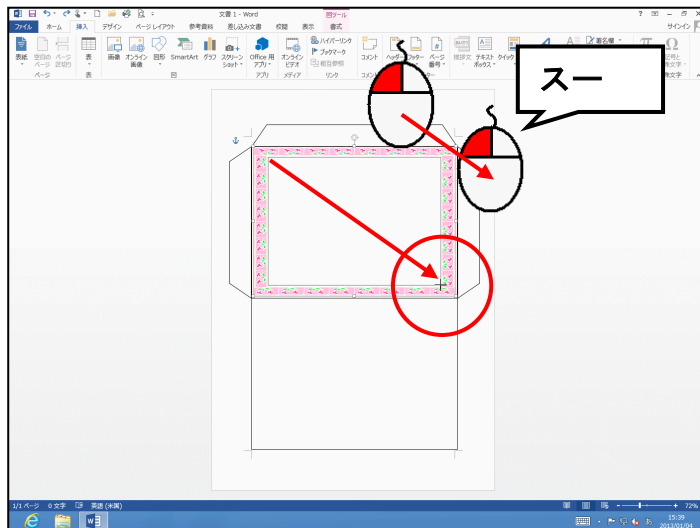 文書 1 - Word
図ツール
サインイン
ファイル ホーム 挿入 デザイン ページ レイアウト 参考資料 差し込み文書 校閲 表示 書式
表紙 空白のページ ページ区切り
表
画像 オンライン画像 図形 SmartArt グラフ スクリーンショット
Office 用アプリ
オンラインビデオ
ハイパーリンク
ブックマーク
相互参照
コメント
ページ番号
挨拶文 テキストボックス
署名欄
ページ 表 図 アプリ メディア リンク
スー
1/1 ページ 0 文字 英語 (米国)
72%
15:39
2013/01/04